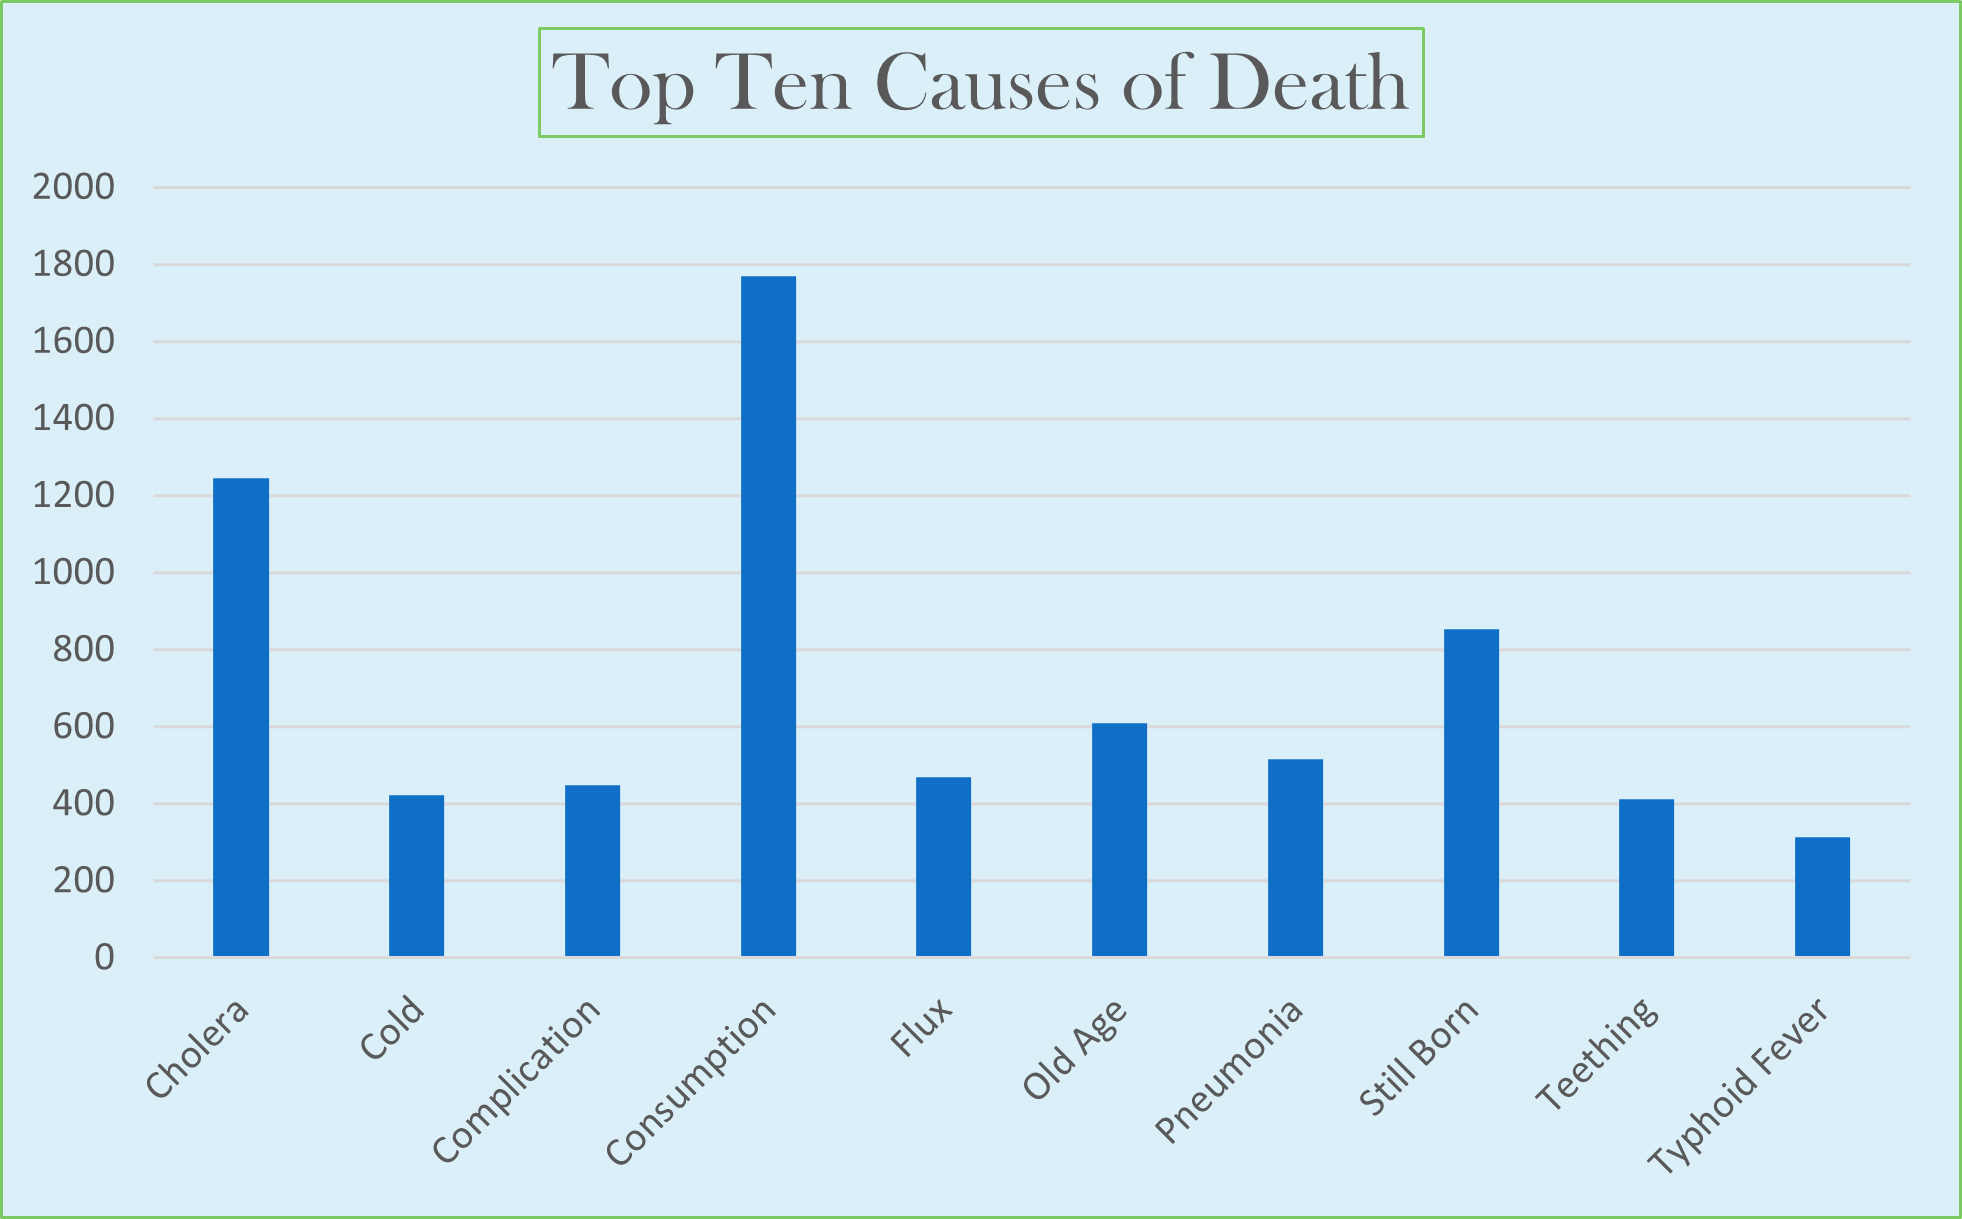 Top Ten Causes of Death
2000
1800
1600
1400
1200
1000
800
600
400
200
0
Cholera
Cold
Complication
Consumption
Flux
Old Age
Pneumonia
Still Born
Teething
Typhoid Fever